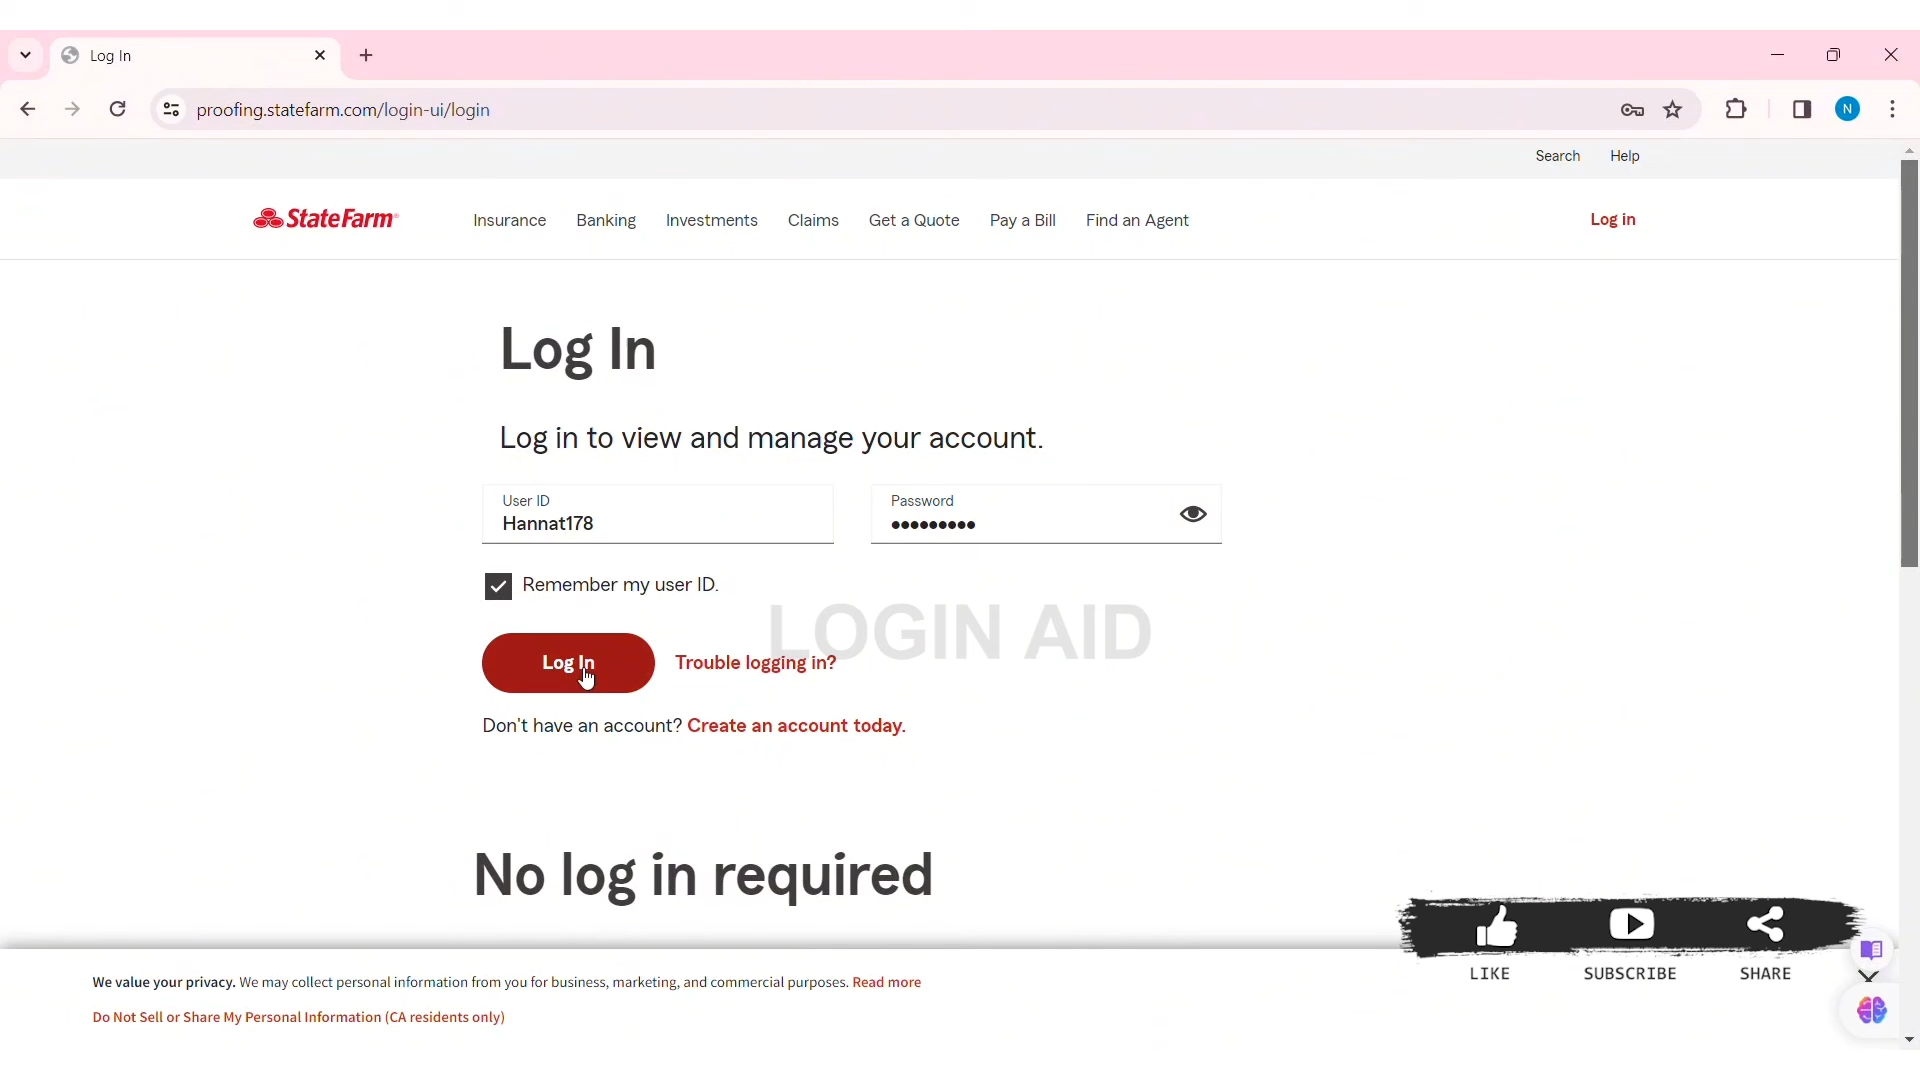 Log In
proofing.statefarm.com/login-ui/login
N
Search Help
State Farm Insurance Banking Investments Claims Get a Quote Pay a Bill Find an Agent Log in
Log In
Log in to view and manage your account.
User ID Password
Hannat178 •••••••••
Remember my user ID.
LOGIN AID
Log In Trouble logging in?
Don't have an account? Create an account today.
No log in required
LIKE SUBSCRIBE SHARE
We value your privacy. We may collect personal information from you for business, marketing, and commercial purposes. Read more
Do Not Sell or Share My Personal Information (CA residents only)